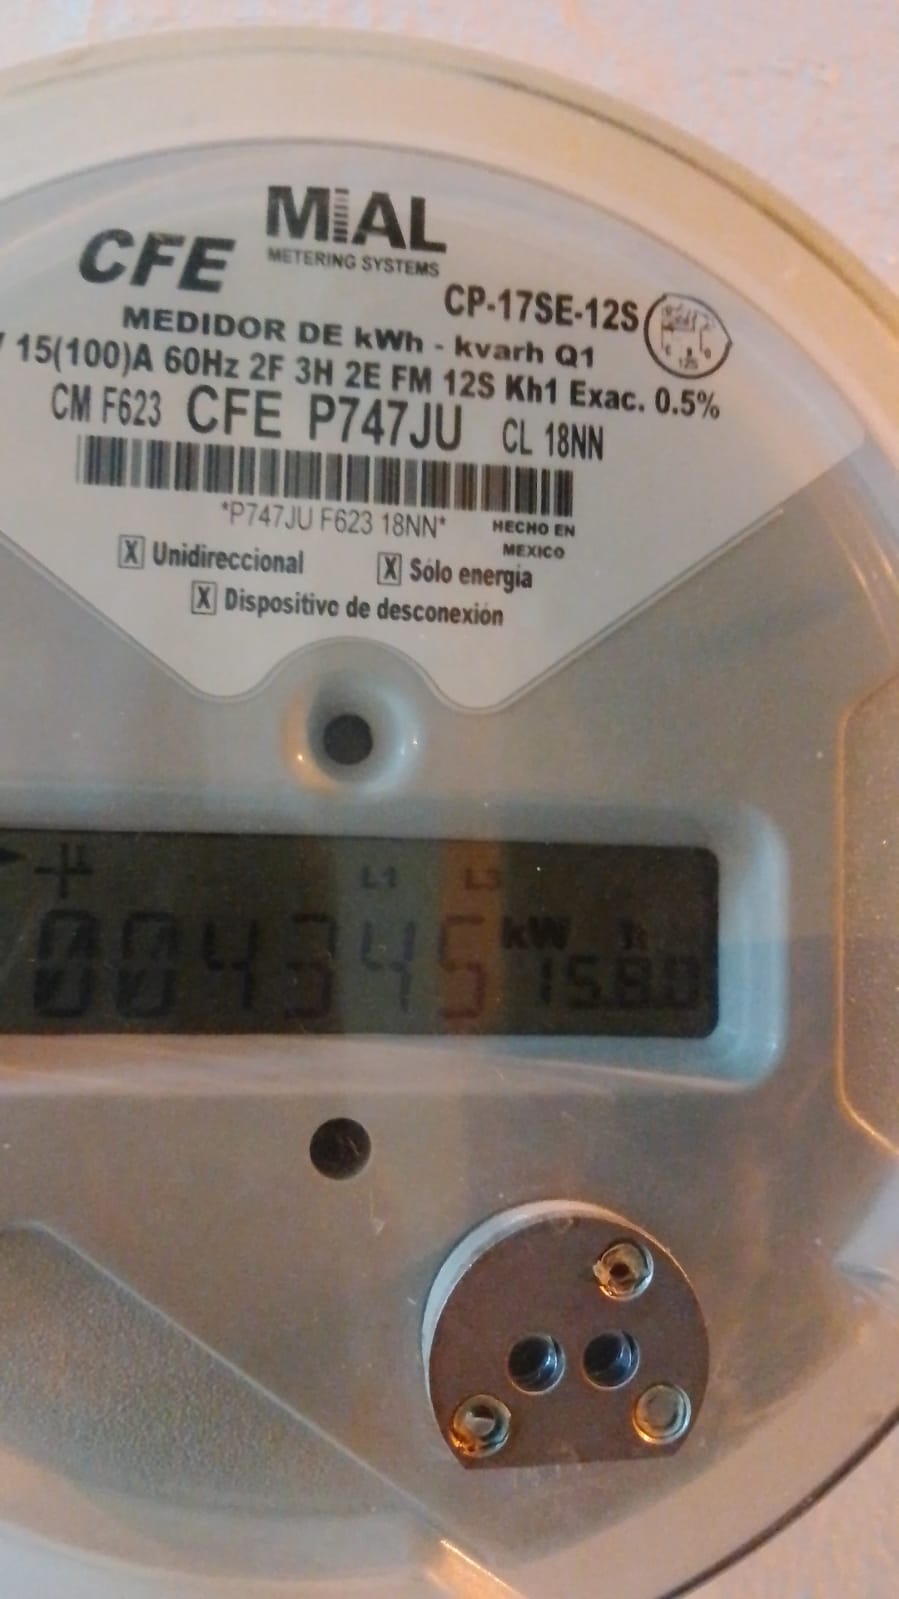 MIAL
METERING SYSTEMS
CFE
CP-17SE-12S
MEDIDOR DE kWh - kvarh Q1
15(100)A 60Hz 2F 3H 2E FM 12S Kh1 Exac. 0.5%
CM F623 CFE P747JU CL 18NN
*P747JU F623 18NN*
HECHO EN
MEXICO
X Unidireccional X Sólo energía
X Dispositivo de desconexión
L1 L3
004345 kW h
15.8.0